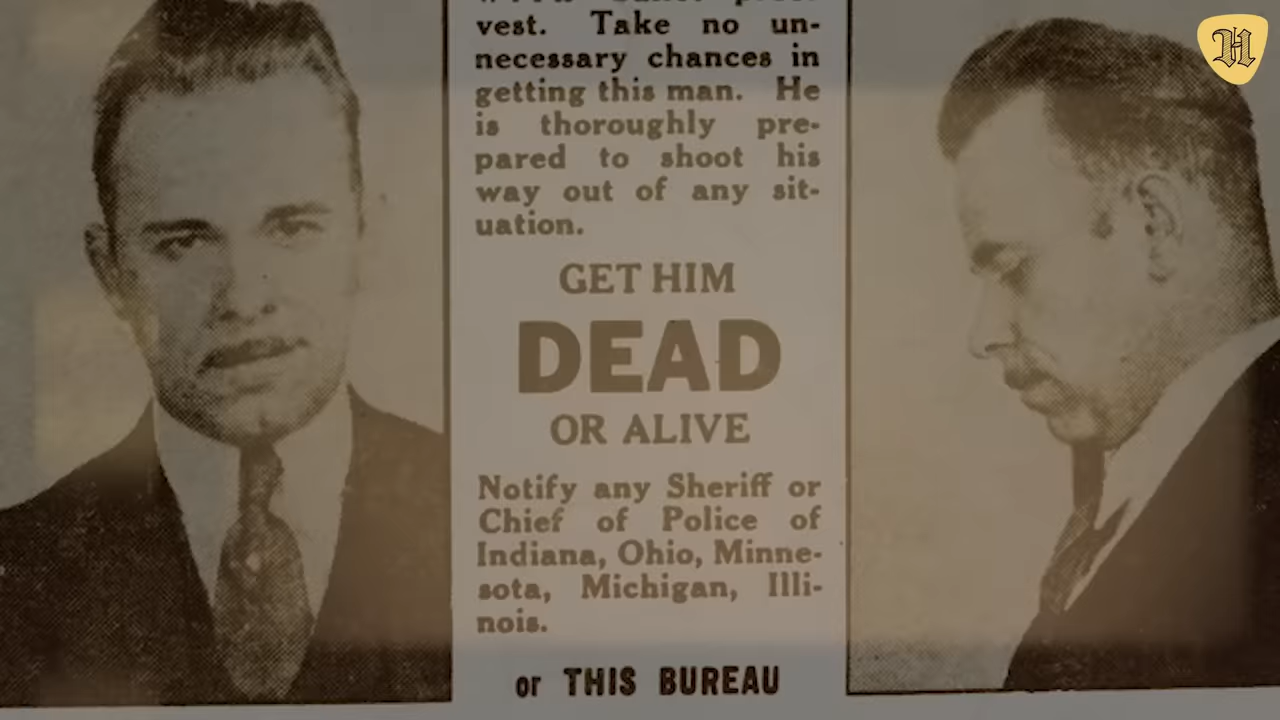 vest. Take no un-
necessary chances in
getting this man. He
is thoroughly pre-
pared to shoot his
way out of any sit-
uation.
GET HIM
DEAD
OR ALIVE
Notify any Sheriff or
Chief of Police of
Indiana, Ohio, Minne-
sota, Michigan, Illi-
nois.
or THIS BUREAU
H